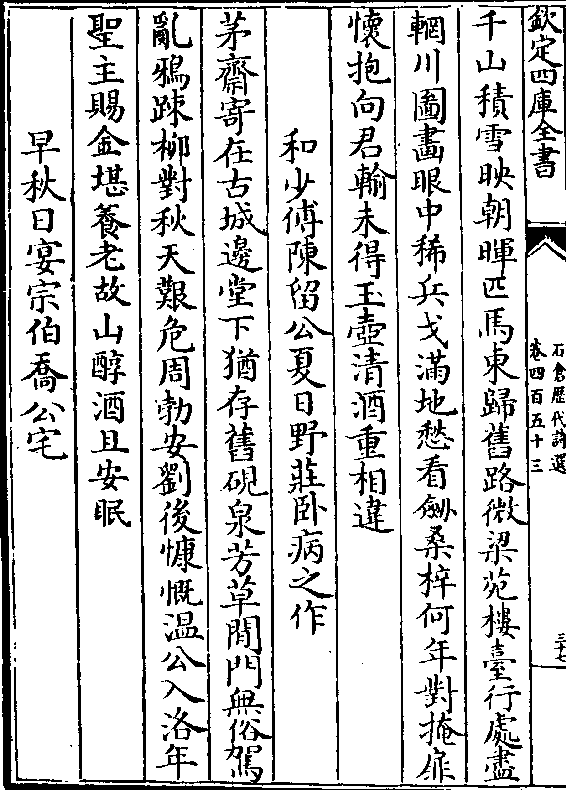 欽定四庫全書
石倉歷代詩選
卷四百五十三
三十七
千山積雪映朝暉匹馬東歸舊路微梁苑樓臺行處盡
輞川圖畫眼中稀兵戈滿地愁看劔桑梓何年對掩扉
懷抱向君輸未得玉壺清酒重相違
和少傅陳留公夏日野莊卧病之作
茅齋寄在古城邊堂下猶存舊硯泉芳草閒門無俗駕
亂鴉踈柳對秋天艱危周勃安劉後慷慨溫公入洛年
聖主賜金堪養老故山醇酒且安眠
早秋日宴宗伯喬公宅